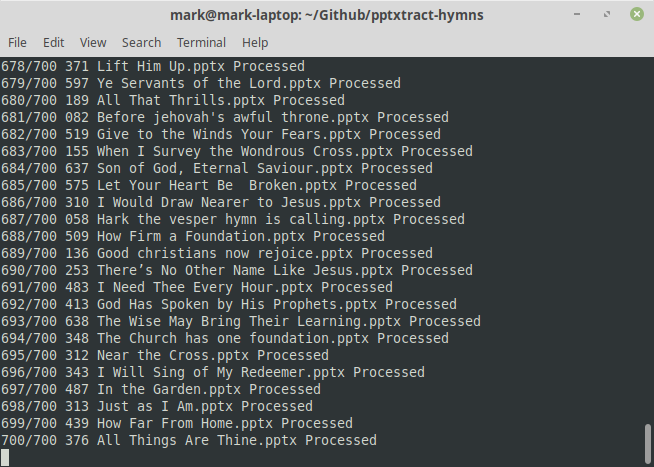 mark@mark-laptop: ~/Github/pptxtract-hymns
File Edit View Search Terminal Help
678/700 371 Lift Him Up.pptx Processed
679/700 597 Ye Servants of the Lord.pptx Processed
680/700 189 All That Thrills.pptx Processed
681/700 082 Before jehovah's awful throne.pptx Processed
682/700 519 Give to the Winds Your Fears.pptx Processed
683/700 155 When I Survey the Wondrous Cross.pptx Processed
684/700 637 Son of God, Eternal Saviour.pptx Processed
685/700 575 Let Your Heart Be  Broken.pptx Processed
686/700 310 I Would Draw Nearer to Jesus.pptx Processed
687/700 058 Hark the vesper hymn is calling.pptx Processed
688/700 509 How Firm a Foundation.pptx Processed
689/700 136 Good christians now rejoice.pptx Processed
690/700 253 There’s No Other Name Like Jesus.pptx Processed
691/700 483 I Need Thee Every Hour.pptx Processed
692/700 413 God Has Spoken by His Prophets.pptx Processed
693/700 638 The Wise May Bring Their Learning.pptx Processed
694/700 348 The Church has one foundation.pptx Processed
695/700 312 Near the Cross.pptx Processed
696/700 343 I Will Sing of My Redeemer.pptx Processed
697/700 487 In the Garden.pptx Processed
698/700 313 Just as I Am.pptx Processed
699/700 439 How Far From Home.pptx Processed
700/700 376 All Things Are Thine.pptx Processed